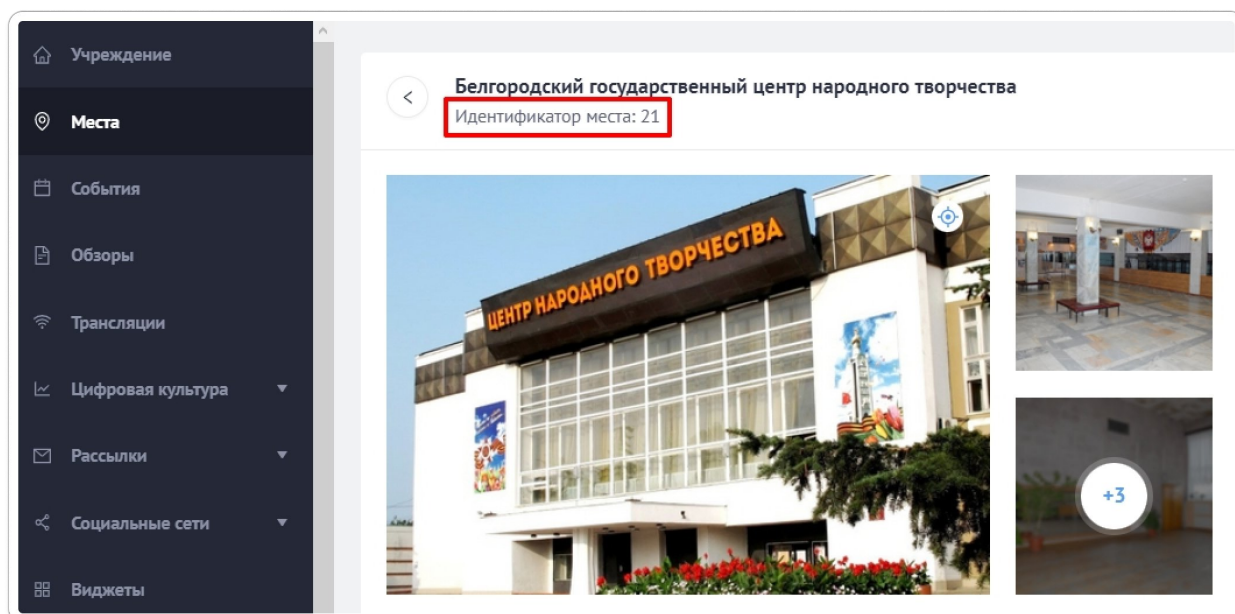 Учреждение
Места
События
Обзоры
Трансляции
Цифровая культура
Рассылки
Социальные сети
Виджеты
Белгородский государственный центр народного творчества
Идентификатор места: 21
ЦЕНТР НАРОДНОГО ТВОРЧЕСТВА
+3